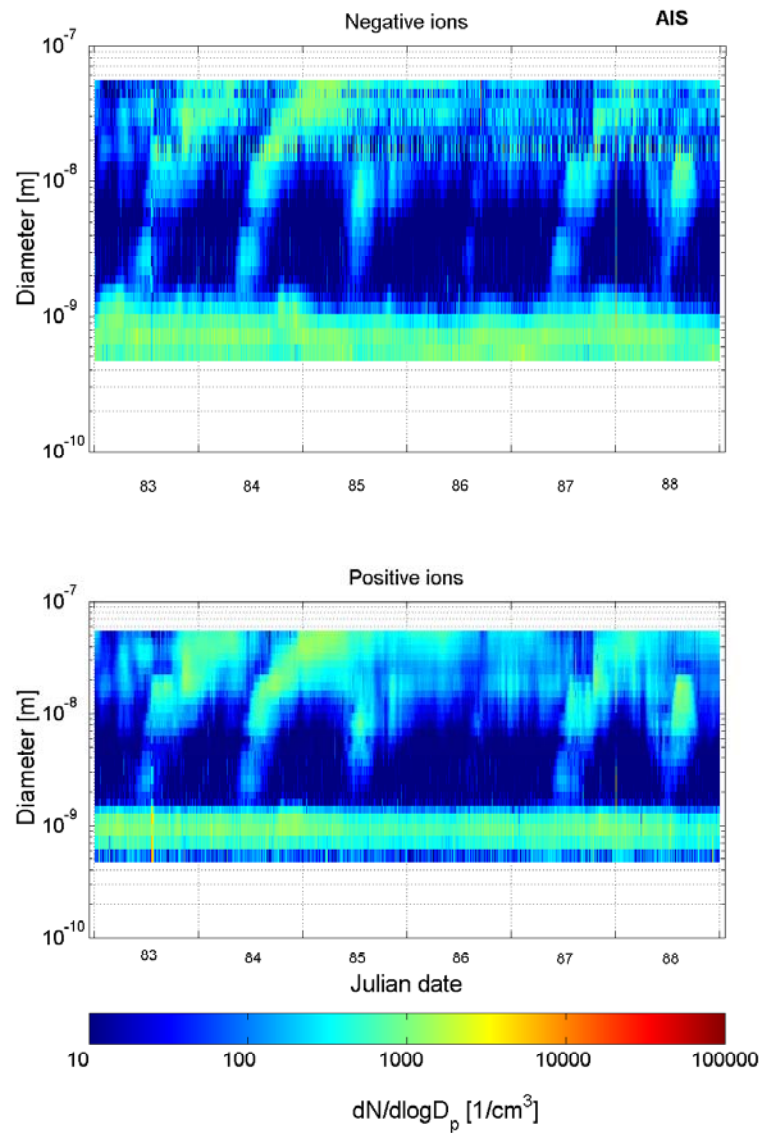 Negative ions
AIS
10^-7
10^-8
10^-9
10^-10
Diameter [m]
83 84 85 86 87 88
Positive ions
10^-7
10^-8
10^-9
10^-10
Diameter [m]
83 84 85 86 87 88
Julian date
10 100 1000 10000 100000
dN/dlogD_p [1/cm^3]